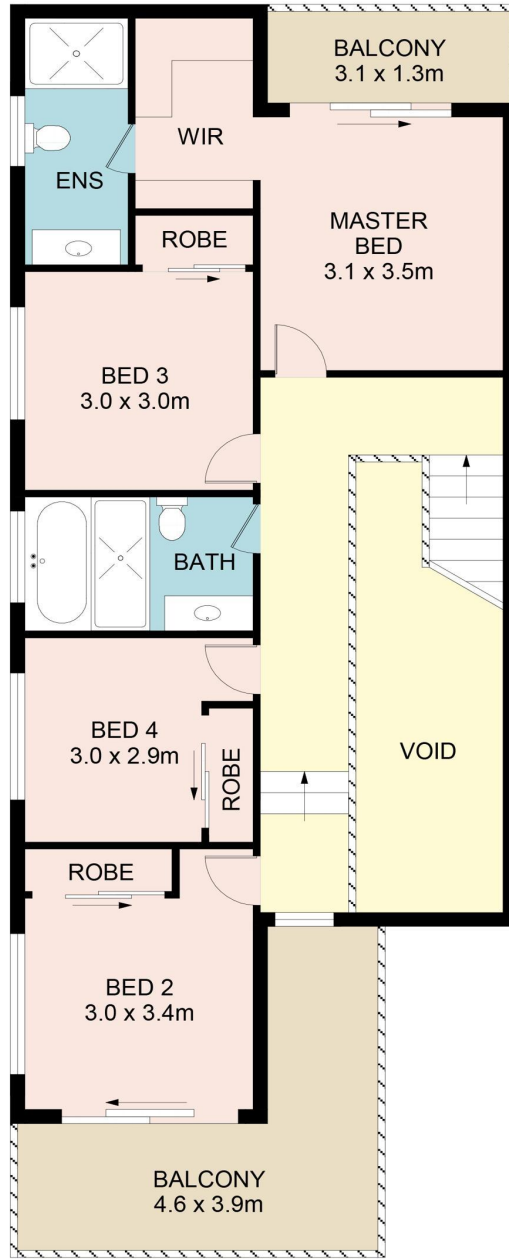 BALCONY
3.1 x 1.3m
WIR
ENS
ROBE
MASTER
BED
3.1 x 3.5m
BED 3
3.0 x 3.0m
BATH
BED 4
3.0 x 2.9m
ROBE
VOID
ROBE
BED 2
3.0 x 3.4m
BALCONY
4.6 x 3.9m